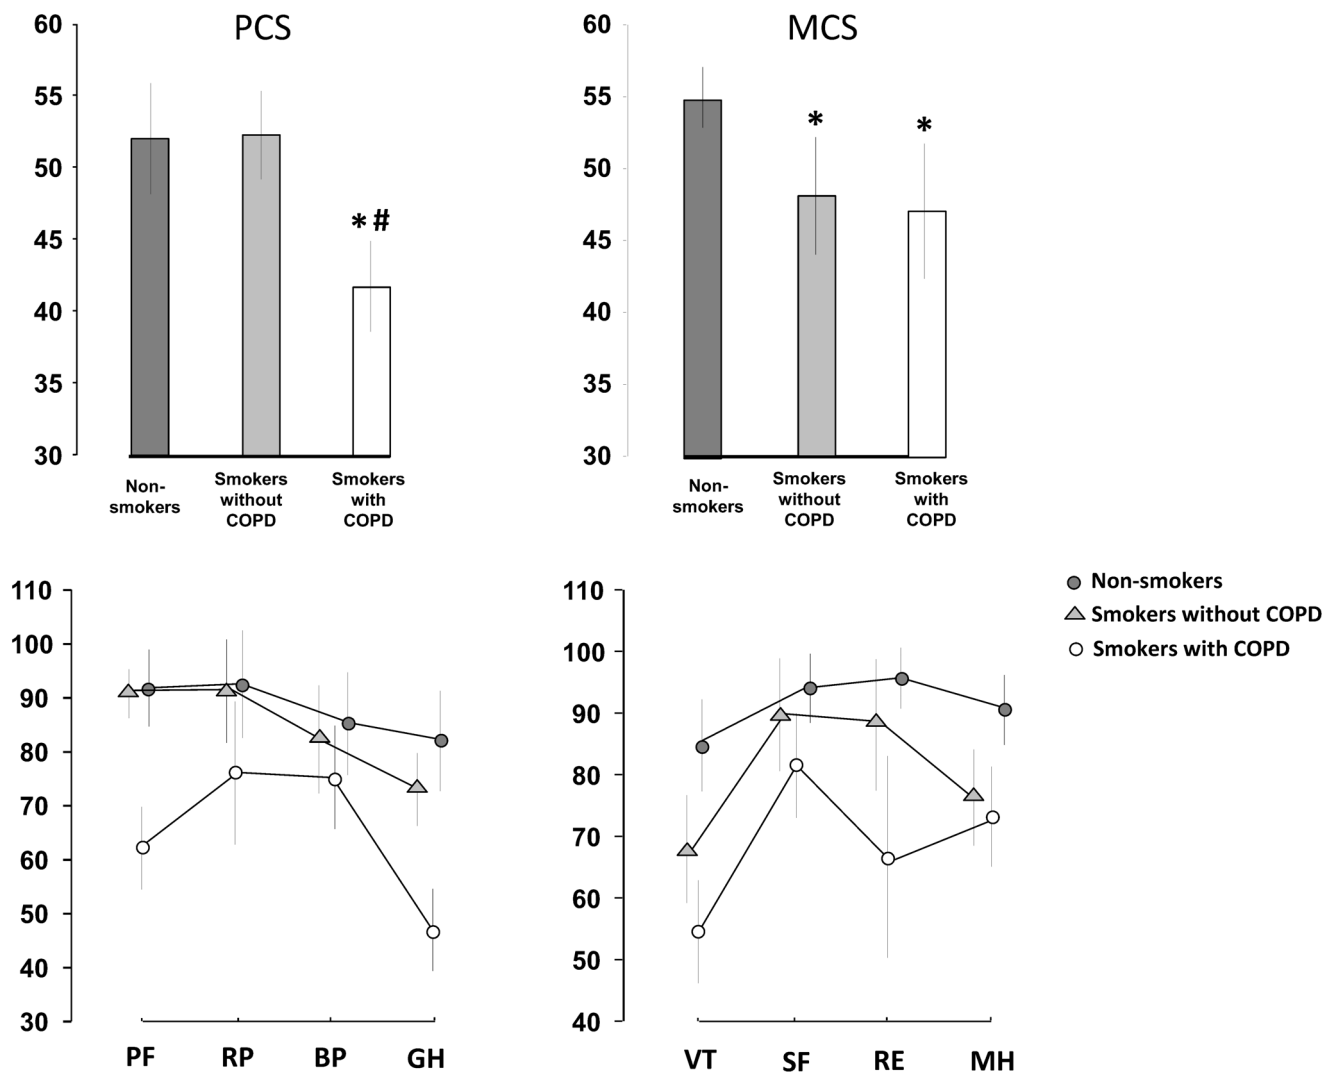 PCS
60
55
50
45
40
35
30
*#
Non-
smokers
Smokers
without
COPD
Smokers
with
COPD
MCS
60
55
50
45
40
35
30
*
*
Non-
smokers
Smokers
without
COPD
Smokers
with
COPD
110
100
90
80
70
60
50
40
30
PF RP BP GH
110
100
90
80
70
60
50
40
VT SF RE MH
Non-smokers
Smokers without COPD
Smokers with COPD